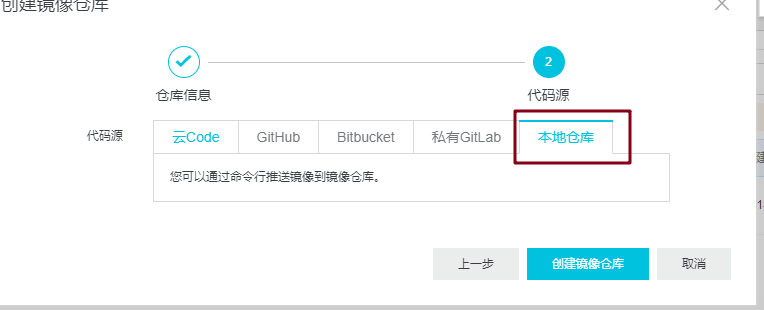 创建镜像仓库
2
仓库信息 代码源
代码源 云Code GitHub Bitbucket 私有GitLab 本地仓库
您可以通过命令行推送镜像到镜像仓库。
上一步 创建镜像仓库 取消